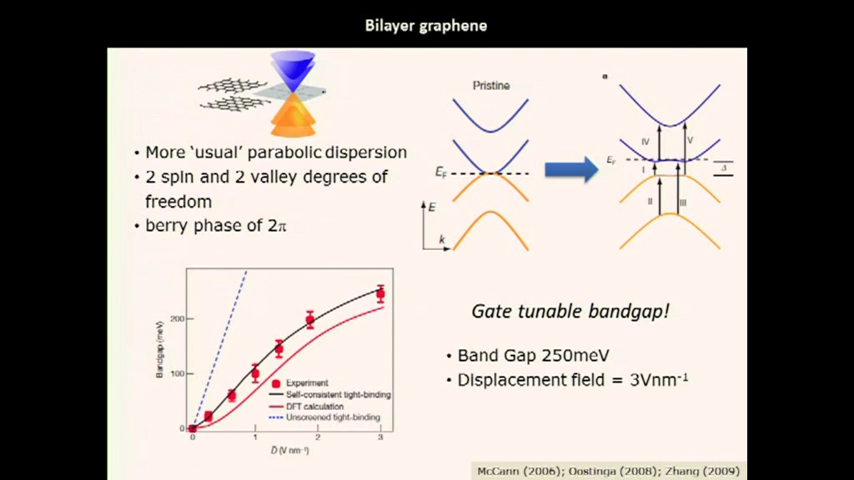 Bilayer graphene
• More 'usual' parabolic dispersion
• 2 spin and 2 valley degrees of
freedom
• berry phase of 2π
Pristine
E_F
E
k
a
IV
V
E_F
I
Δ
II
III
Bandgap (meV)
200
100
0
0
1
2
3
D̄ (V nm⁻¹)
Experiment
Self-consistent tight-binding
DFT calculation
Unscreened tight-binding
Gate tunable bandgap!
• Band Gap 250meV
• Displacement field = 3Vnm⁻¹
McCann (2006); Oostinga (2008); Zhang (2009)